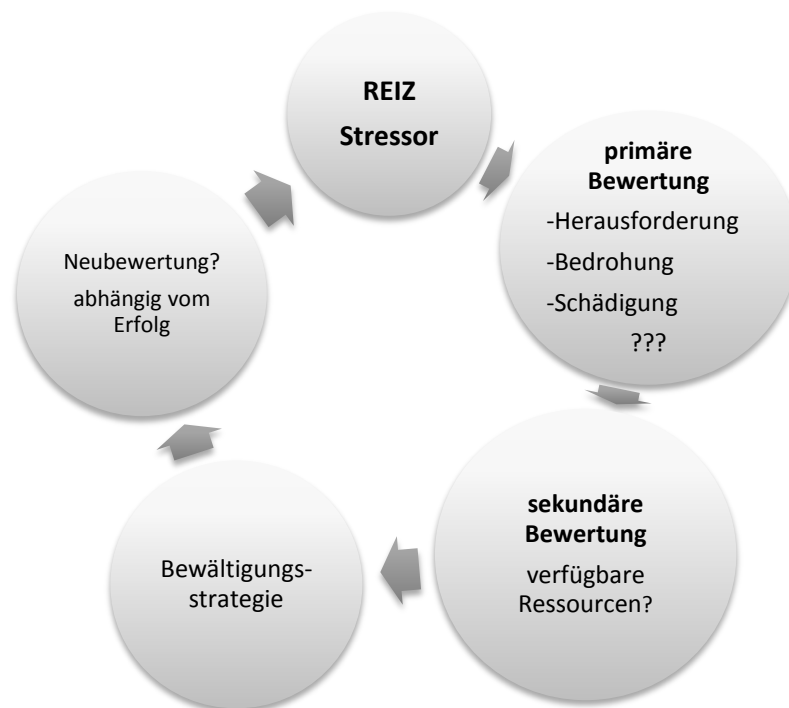 REIZ
Stressor
primäre
Bewertung
-Herausforderung
-Bedrohung
-Schädigung
???
sekundäre
Bewertung
verfügbare
Ressourcen?
Bewältigungs-
strategie
Neubewertung?
abhängig vom
Erfolg